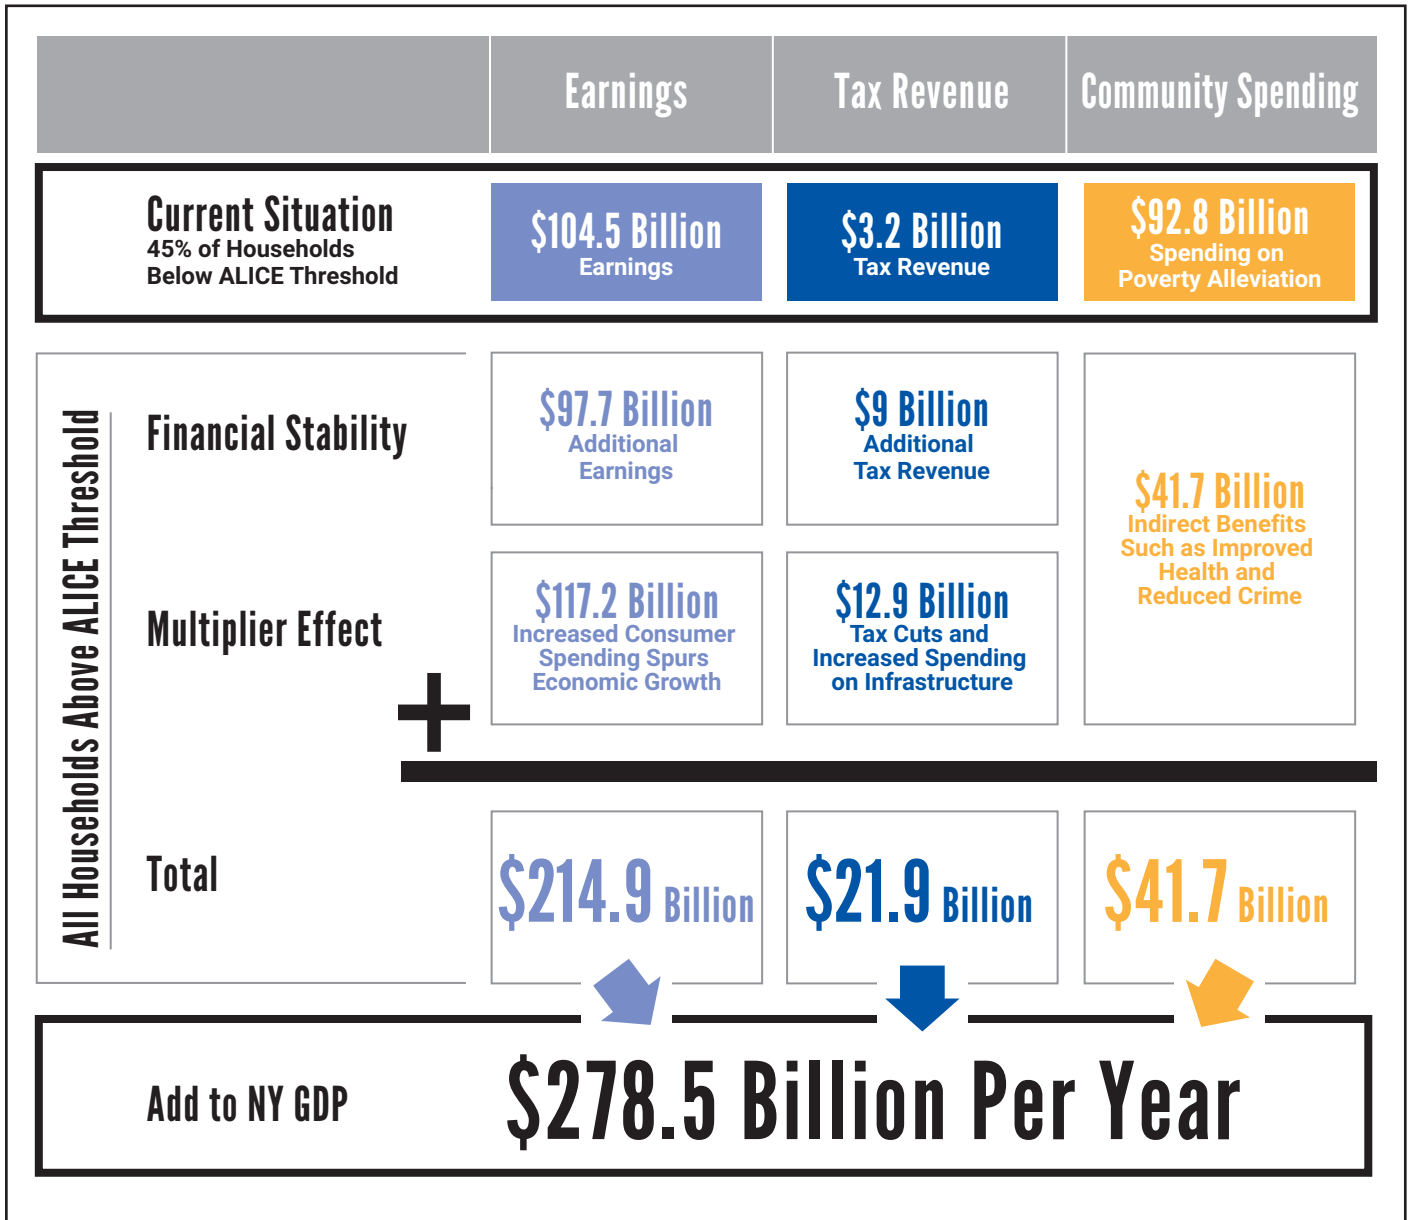 Earnings
Tax Revenue
Community Spending
Current Situation
45% of Households
Below ALICE Threshold
$104.5 Billion
Earnings
$3.2 Billion
Tax Revenue
$92.8 Billion
Spending on
Poverty Alleviation
All Households Above ALICE Threshold
Financial Stability
$97.7 Billion
Additional
Earnings
$9 Billion
Additional
Tax Revenue
$41.7 Billion
Indirect Benefits
Such as Improved
Health and
Reduced Crime
Multiplier Effect
$117.2 Billion
Increased Consumer
Spending Spurs
Economic Growth
$12.9 Billion
Tax Cuts and
Increased Spending
on Infrastructure
+
Total
$214.9 Billion
$21.9 Billion
$41.7 Billion
Add to NY GDP
$278.5 Billion Per Year